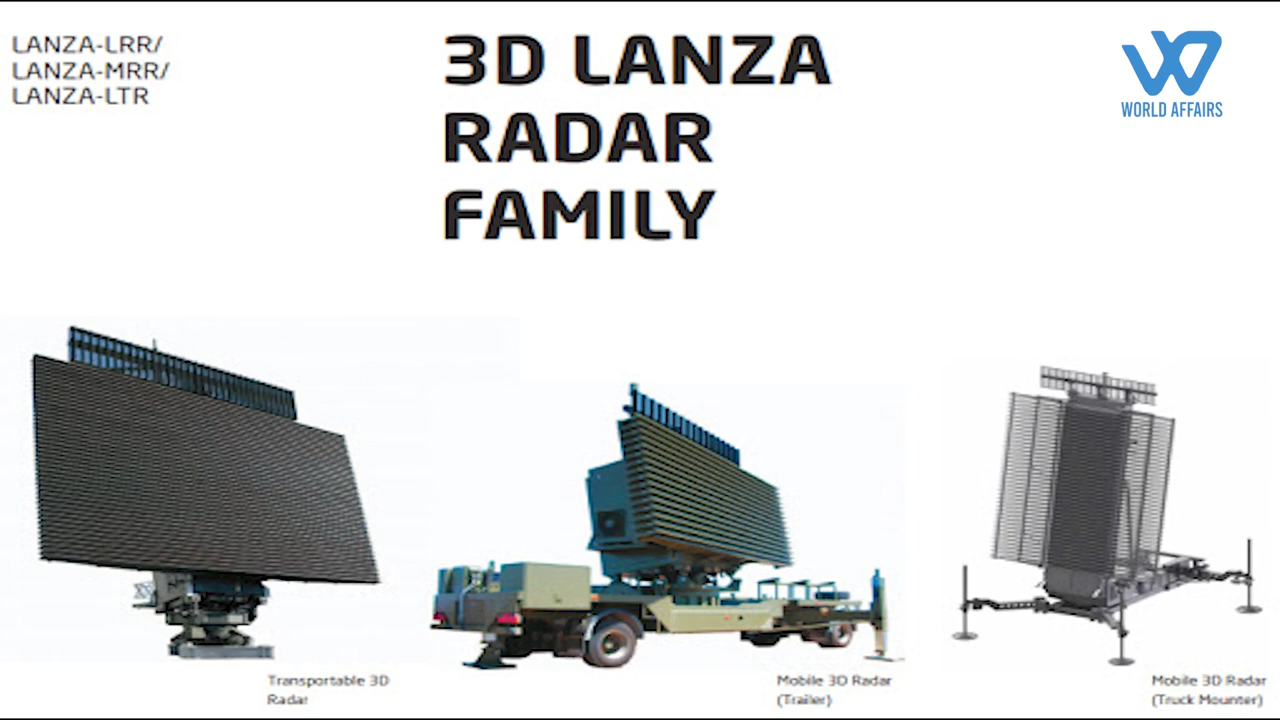 LANZA-LRR/
LANZA-MRR/
LANZA-LTR
3D LANZA
RADAR
FAMILY
WORLD AFFAIRS
Transportable 3D
Radar
Mobile 3D Radar
(Trailer)
Mobile 3D Radar
(Truck Mounter)